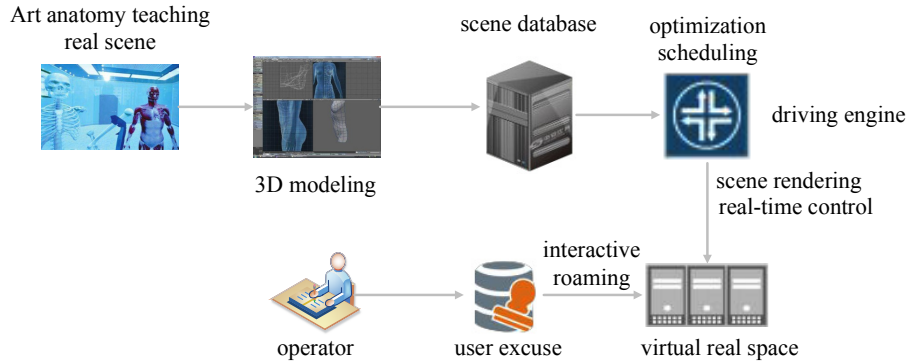 Art anatomy teaching
real scene
scene database
optimization
scheduling
driving engine
3D modeling
scene rendering
real-time control
interactive
roaming
operator
user excuse
virtual real space